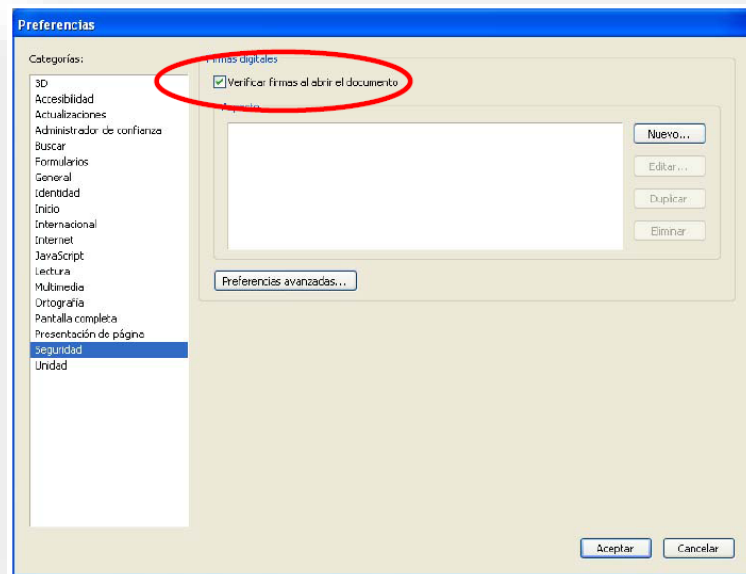 Preferencias
Categorías:
3D
Accesibilidad
Actualizaciones
Administrador de confianza
Buscar
Formularios
General
Identidad
Inicio
Internacional
Internet
JavaScript
Lectura
Multimedia
Ortografía
Pantalla completa
Presentación de página
Seguridad
Unidad
Firmas digitales
Verificar firmas al abrir el documento
Aspecto
Nuevo...
Editar...
Duplicar
Eliminar
Preferencias avanzadas...
Aceptar
Cancelar